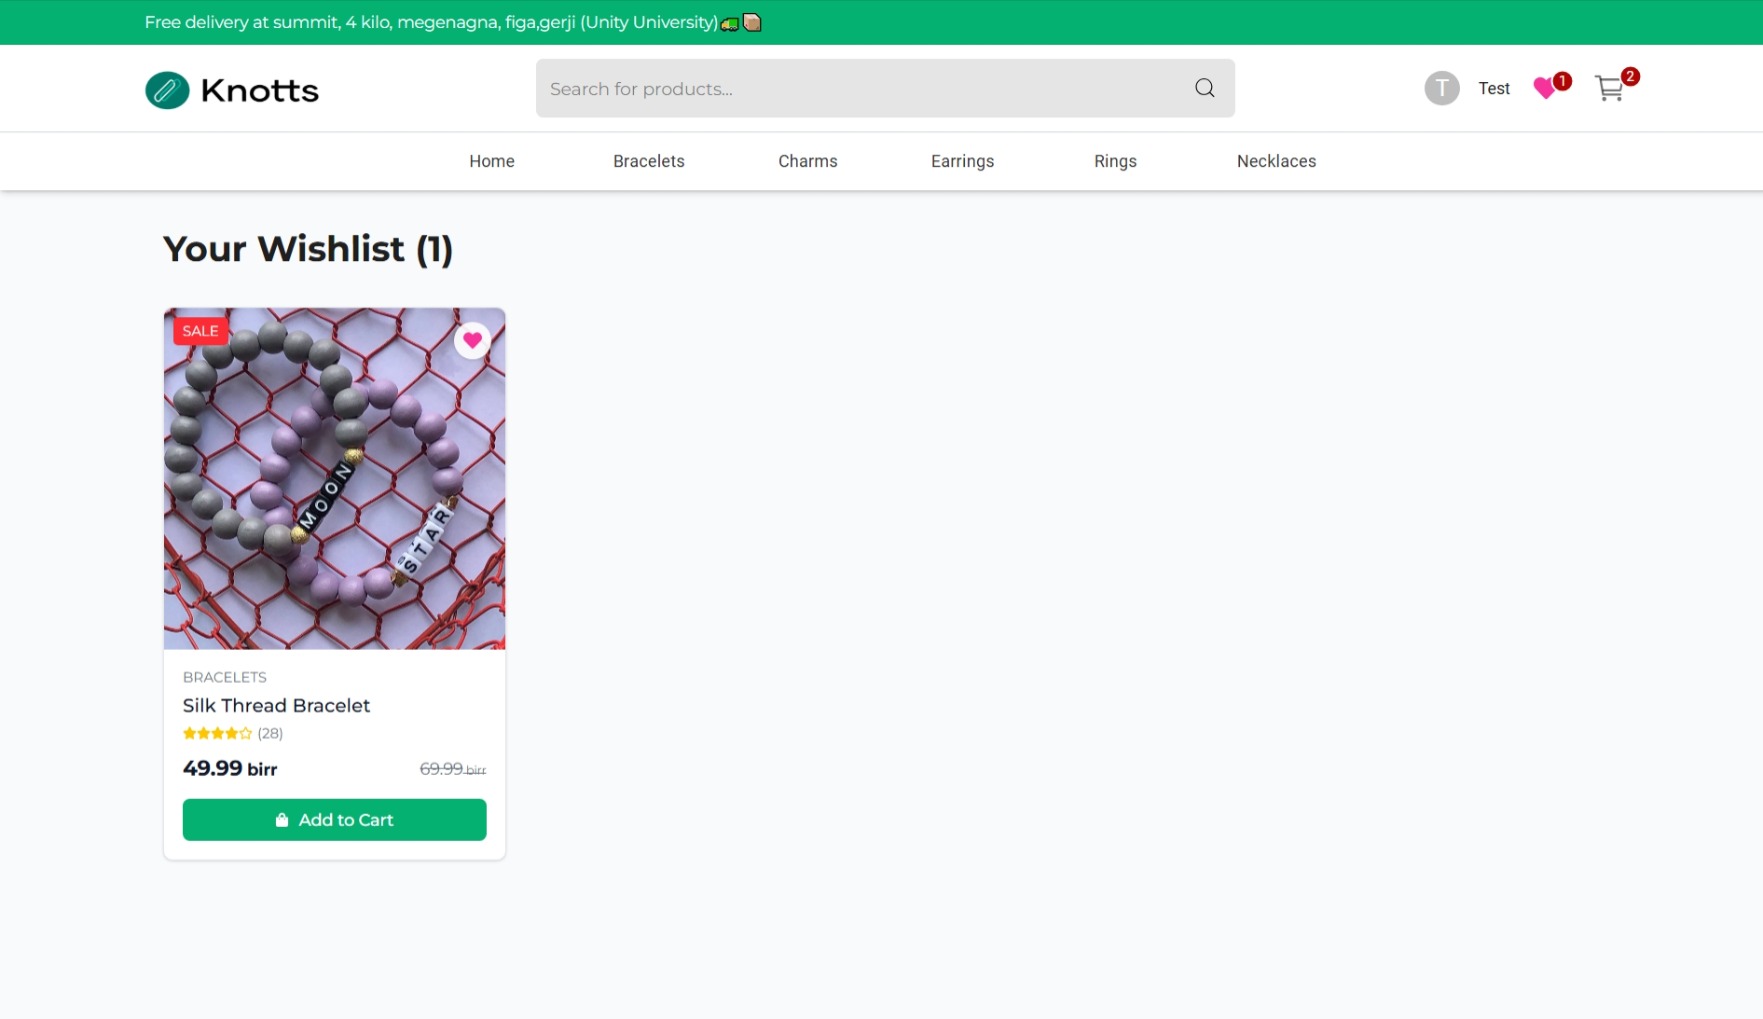 Free delivery at summit, 4 kilo, megenagna, figa,gerji (Unity University)🚛📦
Knotts
Search for products...
T
Test
1
2
Home
Bracelets
Charms
Earrings
Rings
Necklaces
Your Wishlist (1)
SALE
MOON
STAR
BRACELETS
Silk Thread Bracelet
(28)
49.99 birr
69.99 birr
Add to Cart